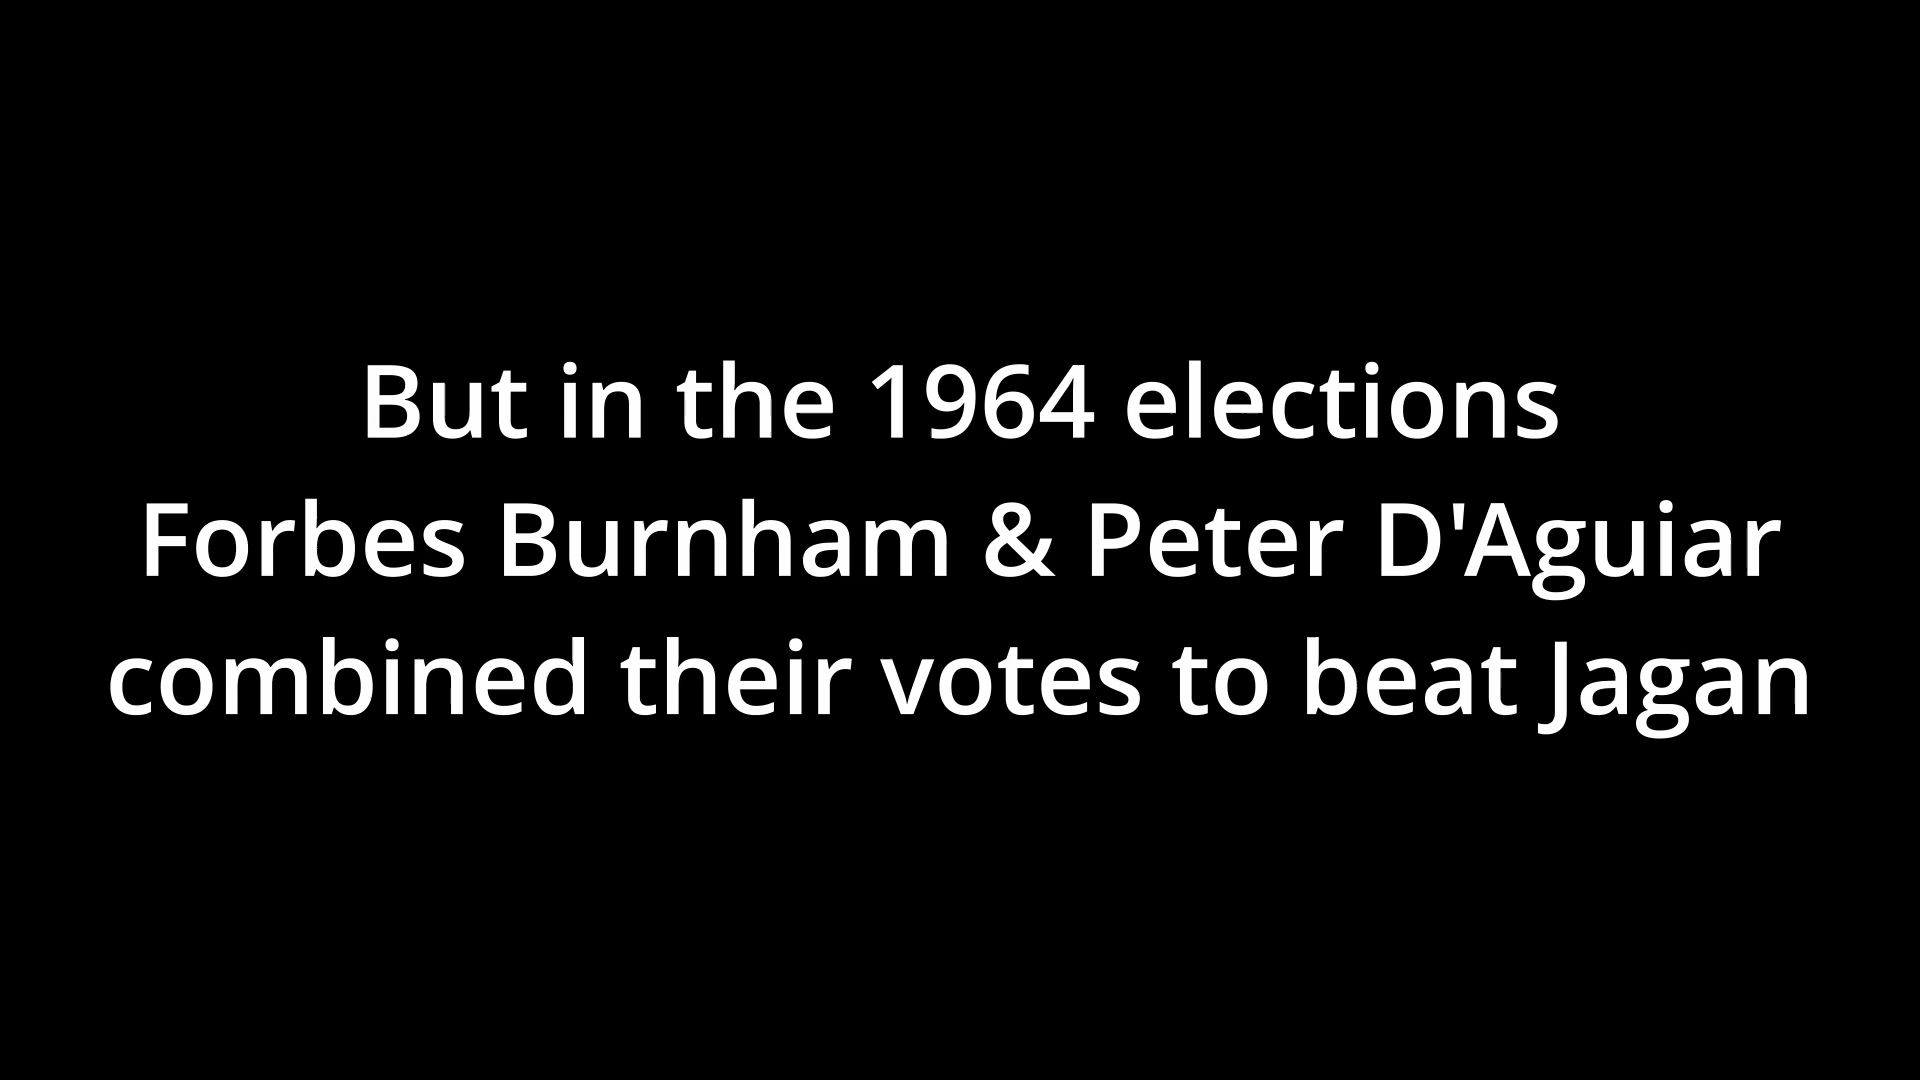 But in the 1964 elections
Forbes Burnham & Peter D'Aguiar
combined their votes to beat Jagan